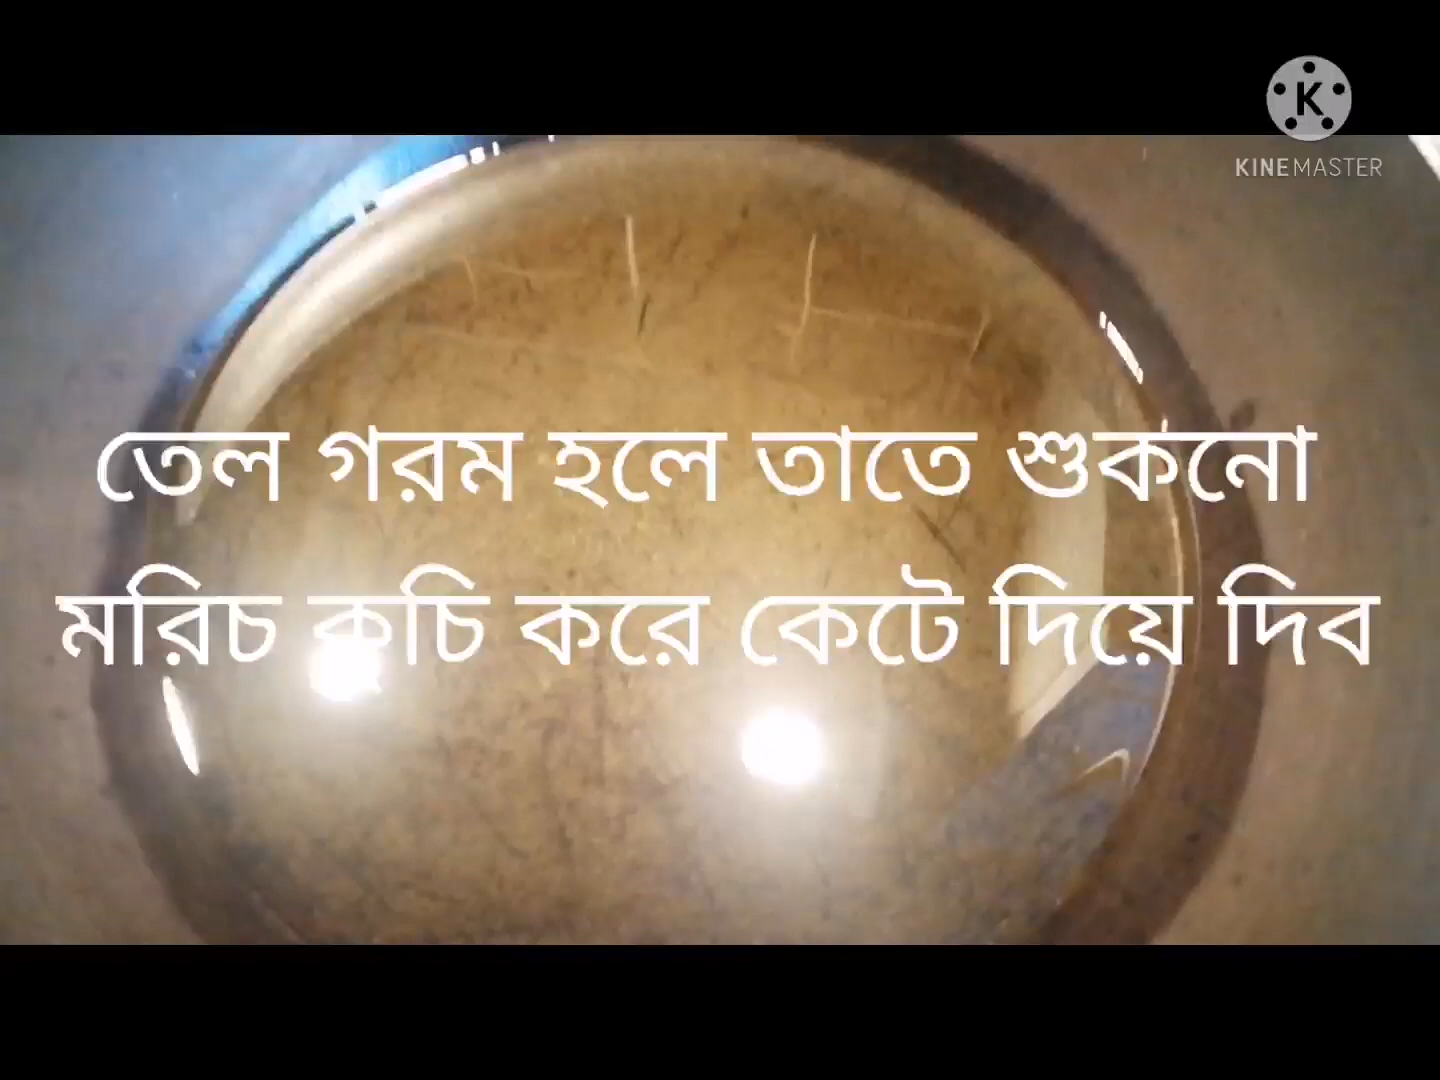 KINEMASTER
তেল গরম হলে তাতে শুকনো
মরিচ কুচি করে কেটে দিয়ে দিব